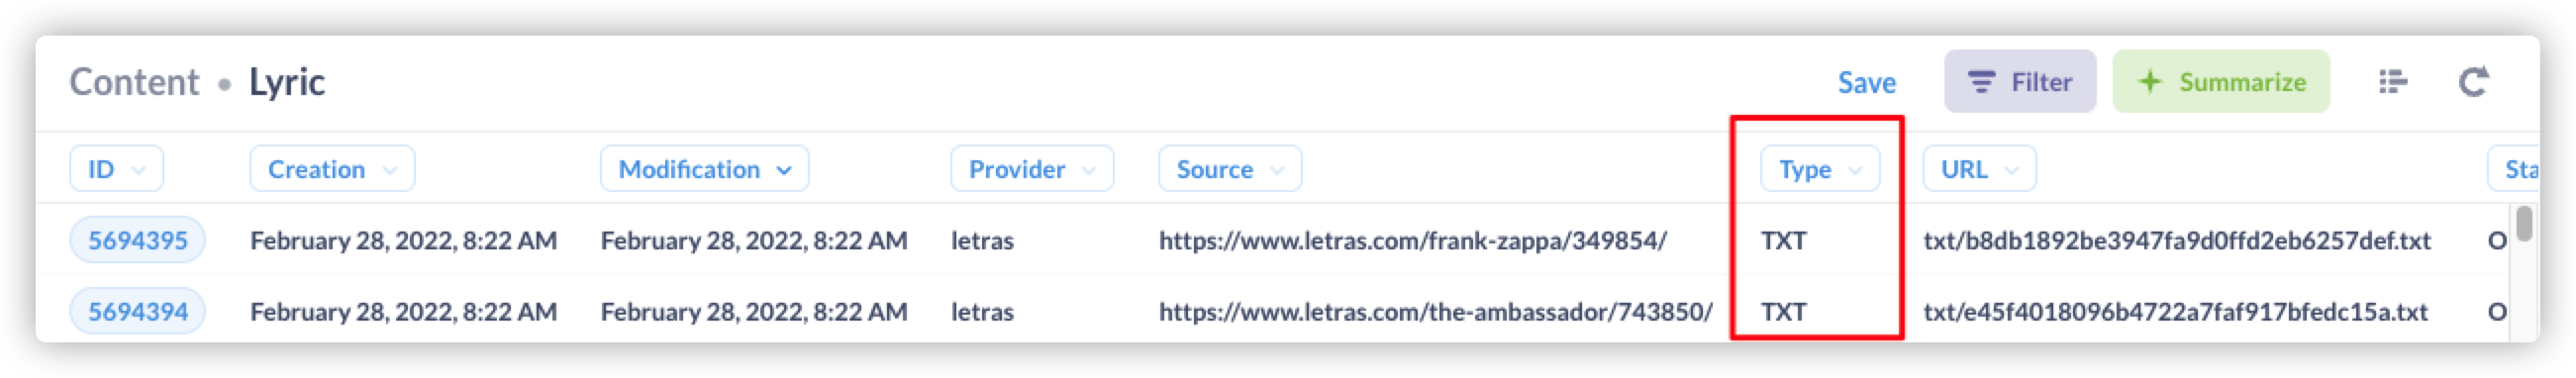 Content • Lyric Save Filter Summarize
ID Creation Modification Provider Source Type URL Sta
5694395 February 28, 2022, 8:22 AM February 28, 2022, 8:22 AM letras https://www.letras.com/frank-zappa/349854/ TXT txt/b8db1892be3947fa9d0ffd2eb6257def.txt O
5694394 February 28, 2022, 8:22 AM February 28, 2022, 8:22 AM letras https://www.letras.com/the-ambassador/743850/ TXT txt/e45f4018096b4722a7faf917bfedc15a.txt O